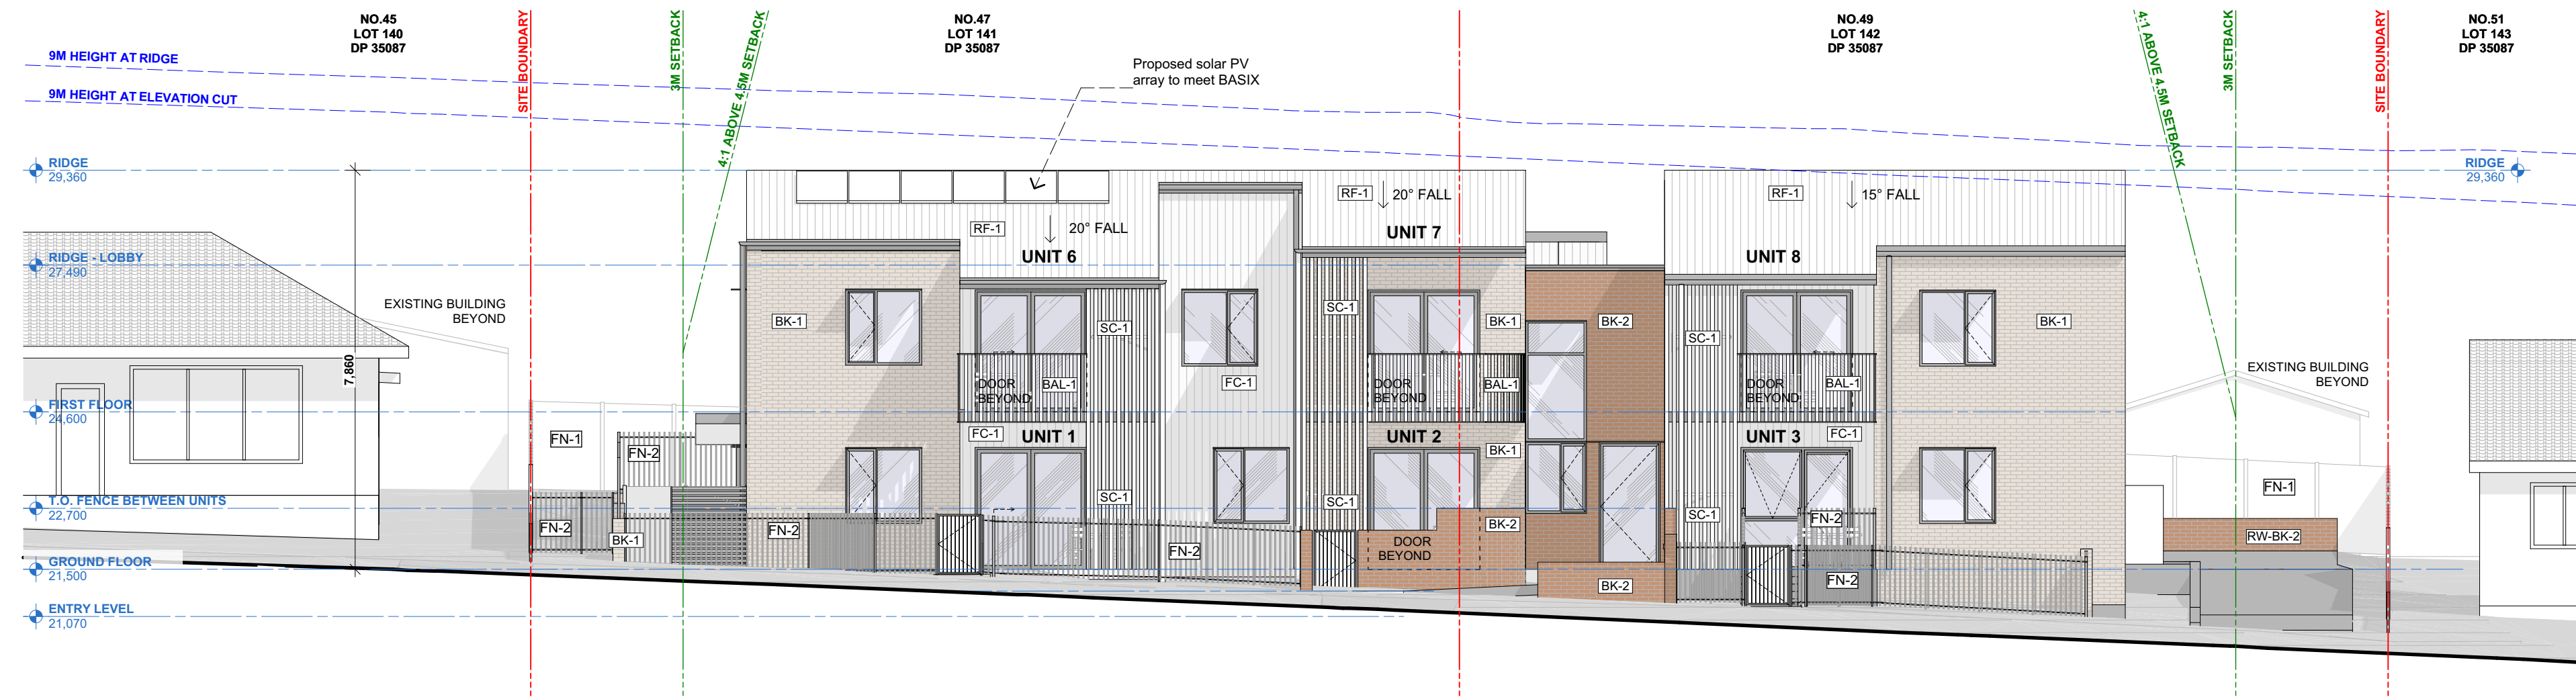 NO.45
LOT 140
DP 35087
NO.47
LOT 141
DP 35087
NO.49
LOT 142
DP 35087
NO.51
LOT 143
DP 35087
SITE BOUNDARY
3M SETBACK
4:1 ABOVE 4.5M SETBACK
4:1 ABOVE 4.5M SETBACK
3M SETBACK
SITE BOUNDARY
9M HEIGHT AT RIDGE
9M HEIGHT AT ELEVATION CUT
Proposed solar PV
array to meet BASIX
RIDGE
29,360
RIDGE
29,360
RF-1
20° FALL
RF-1
15° FALL
RF-1
20° FALL
UNIT 7
UNIT 6
UNIT 8
RIDGE - LOBBY
27,490
EXISTING BUILDING
BEYOND
BK-1
SC-1
SC-1
BK-1
BK-2
SC-1
BK-1
7,860
EXISTING BUILDING
BEYOND
DOOR
BEYOND
BAL-1
FC-1
DOOR
BEYOND
BAL-1
DOOR
BEYOND
BAL-1
FIRST FLOOR
24,600
FN-1
FN-2
FC-1
UNIT 1
UNIT 2
BK-1
UNIT 3
FC-1
FN-1
T.O. FENCE BETWEEN UNITS
22,700
SC-1
SC-1
SC-1
FN-2
FN-2
BK-1
FN-2
BK-2
FN-2
DOOR
BEYOND
RW-BK-2
GROUND FLOOR
21,500
BK-2
FN-2
ENTRY LEVEL
21,070